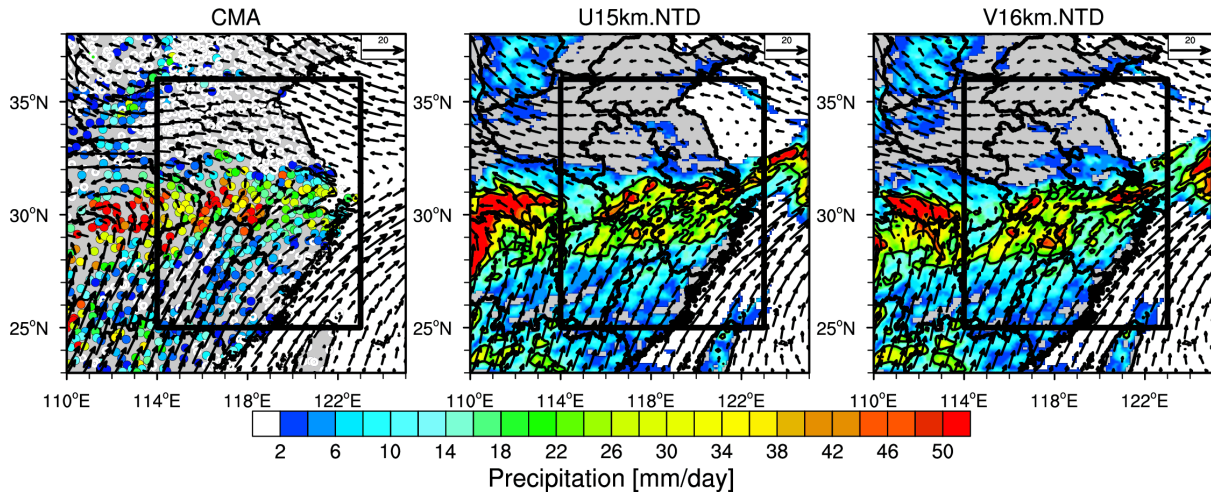 CMA U15km.NTD V16km.NTD
20 20 20
35°N 35°N 35°N
30°N 30°N 30°N
25°N 25°N 25°N
110°E 114°E 118°E 122°E 110°E 114°E 118°E 122°E 110°E 114°E 118°E 122°E
2 6 10 14 18 22 26 30 34 38 42 46 50
Precipitation [mm/day]